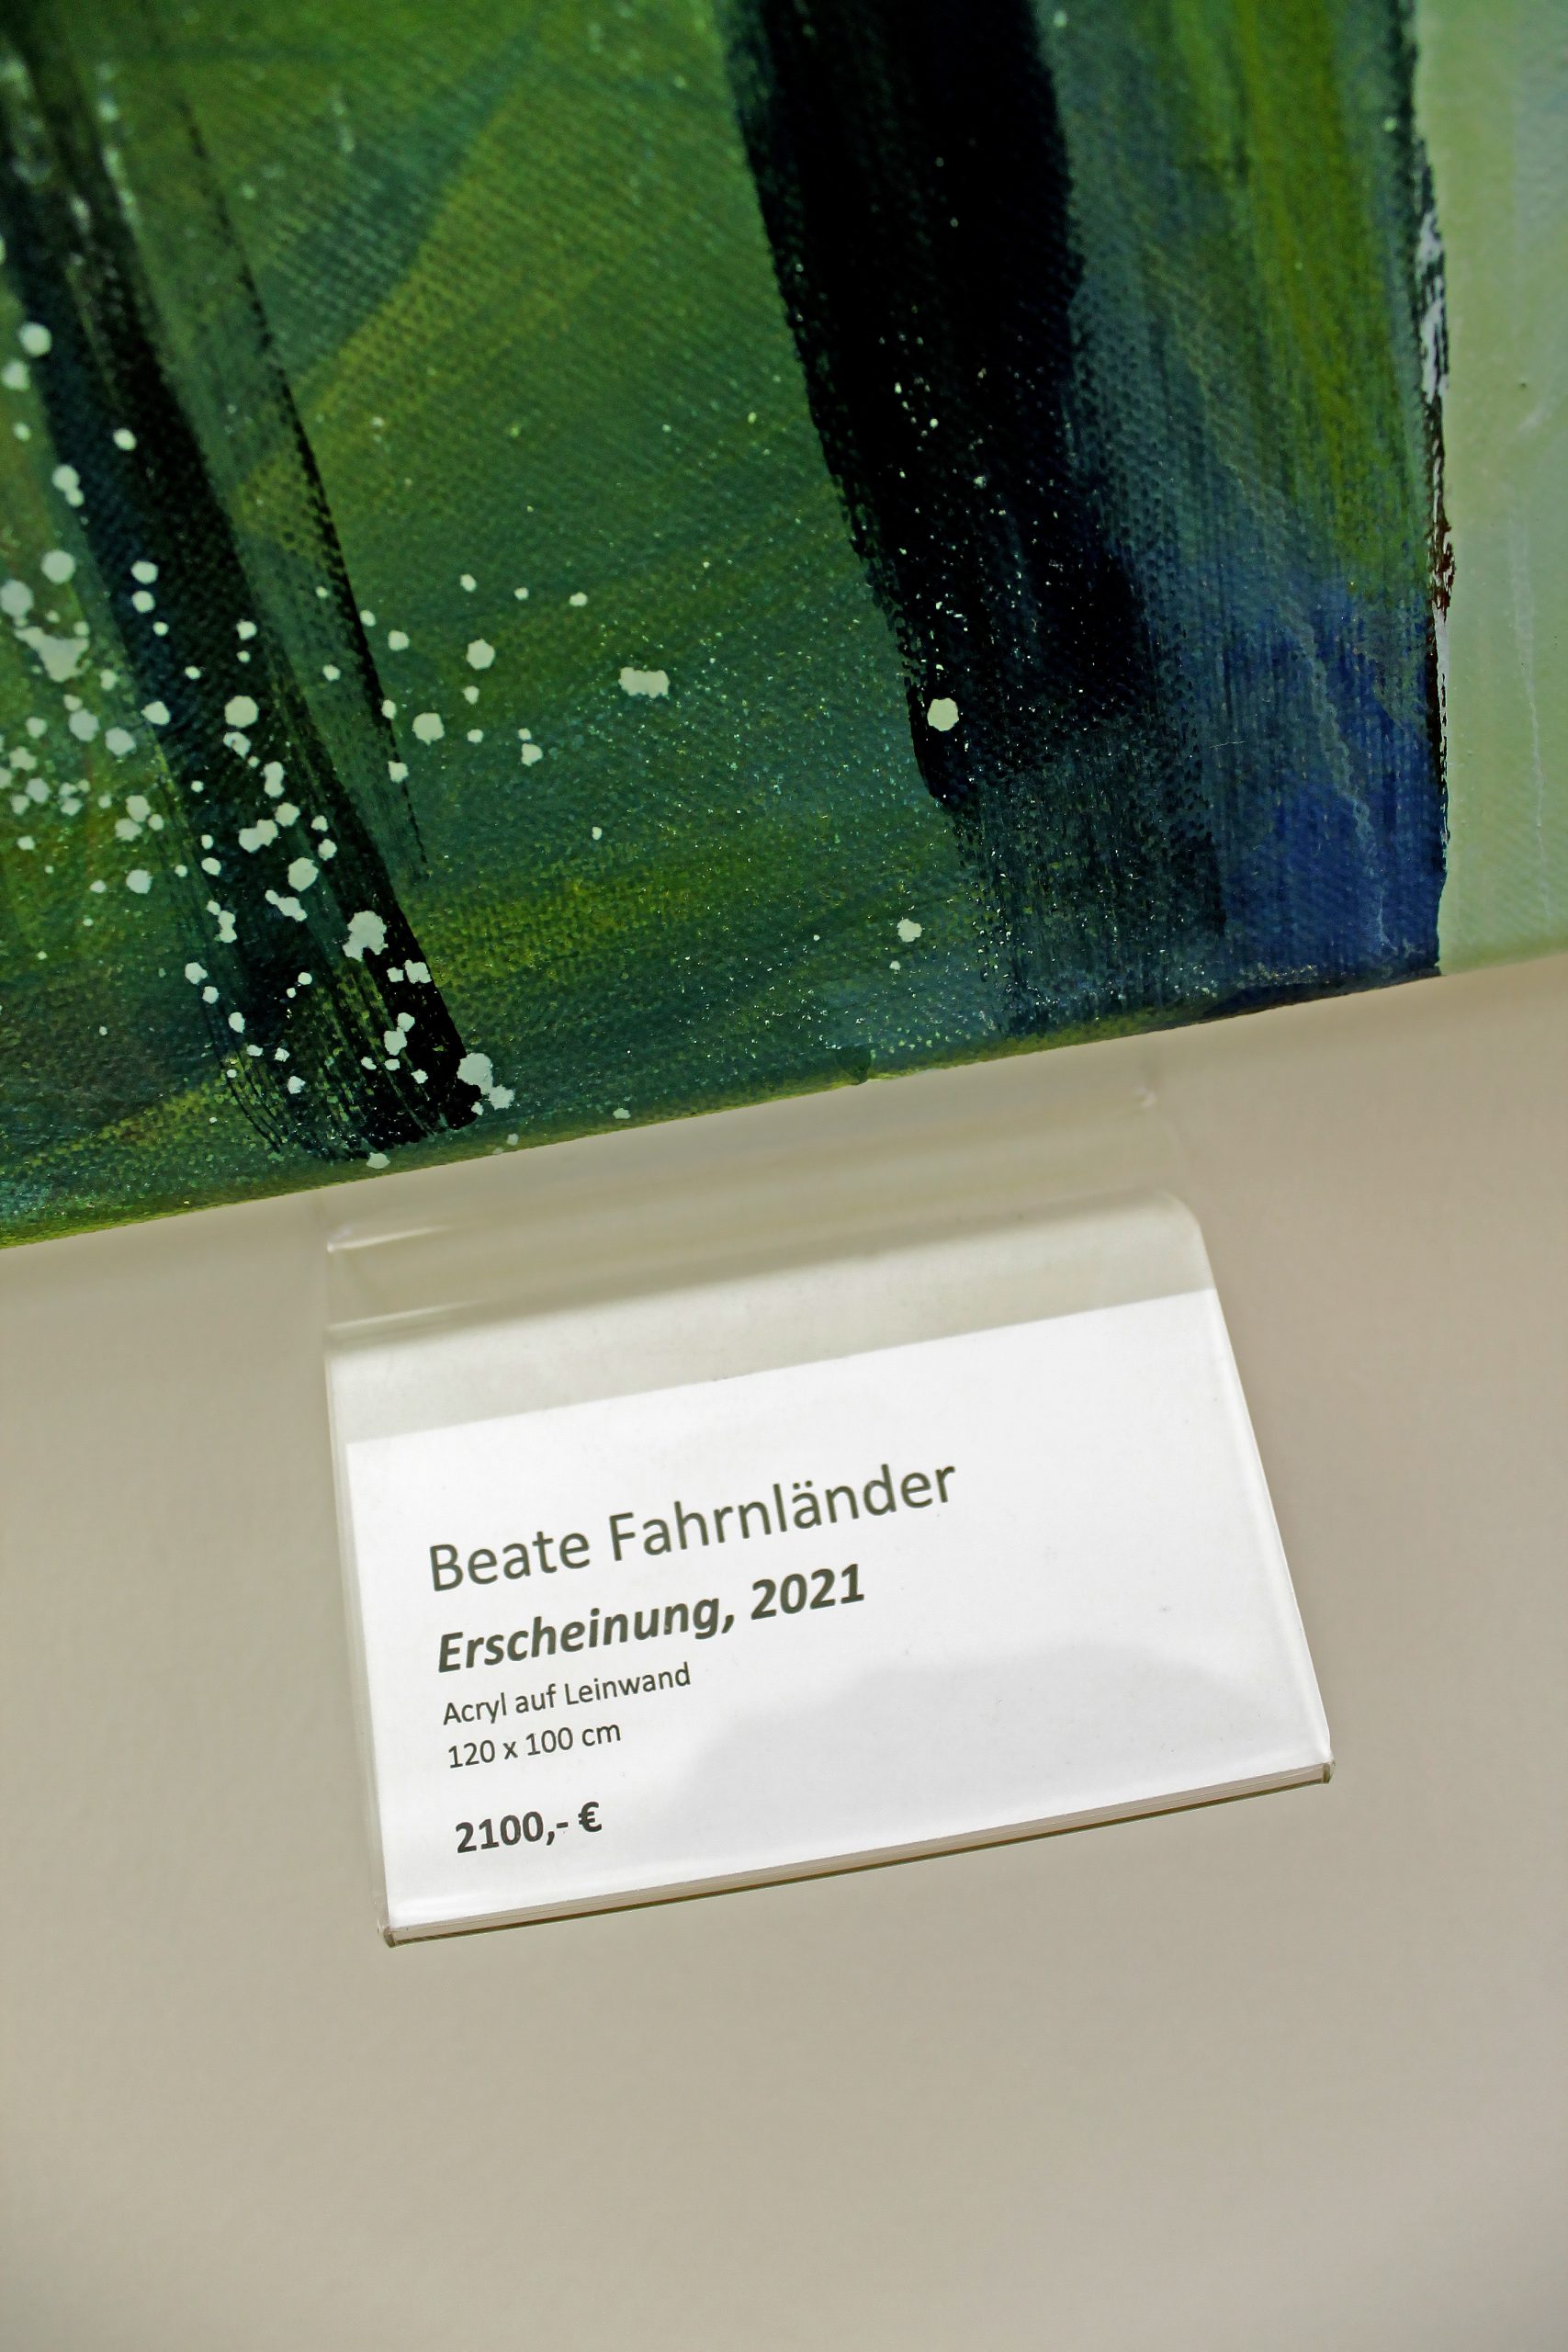 Beate Fahrnländer
Erscheinung, 2021
Acryl auf Leinwand
120 x 100 cm
2100,- €